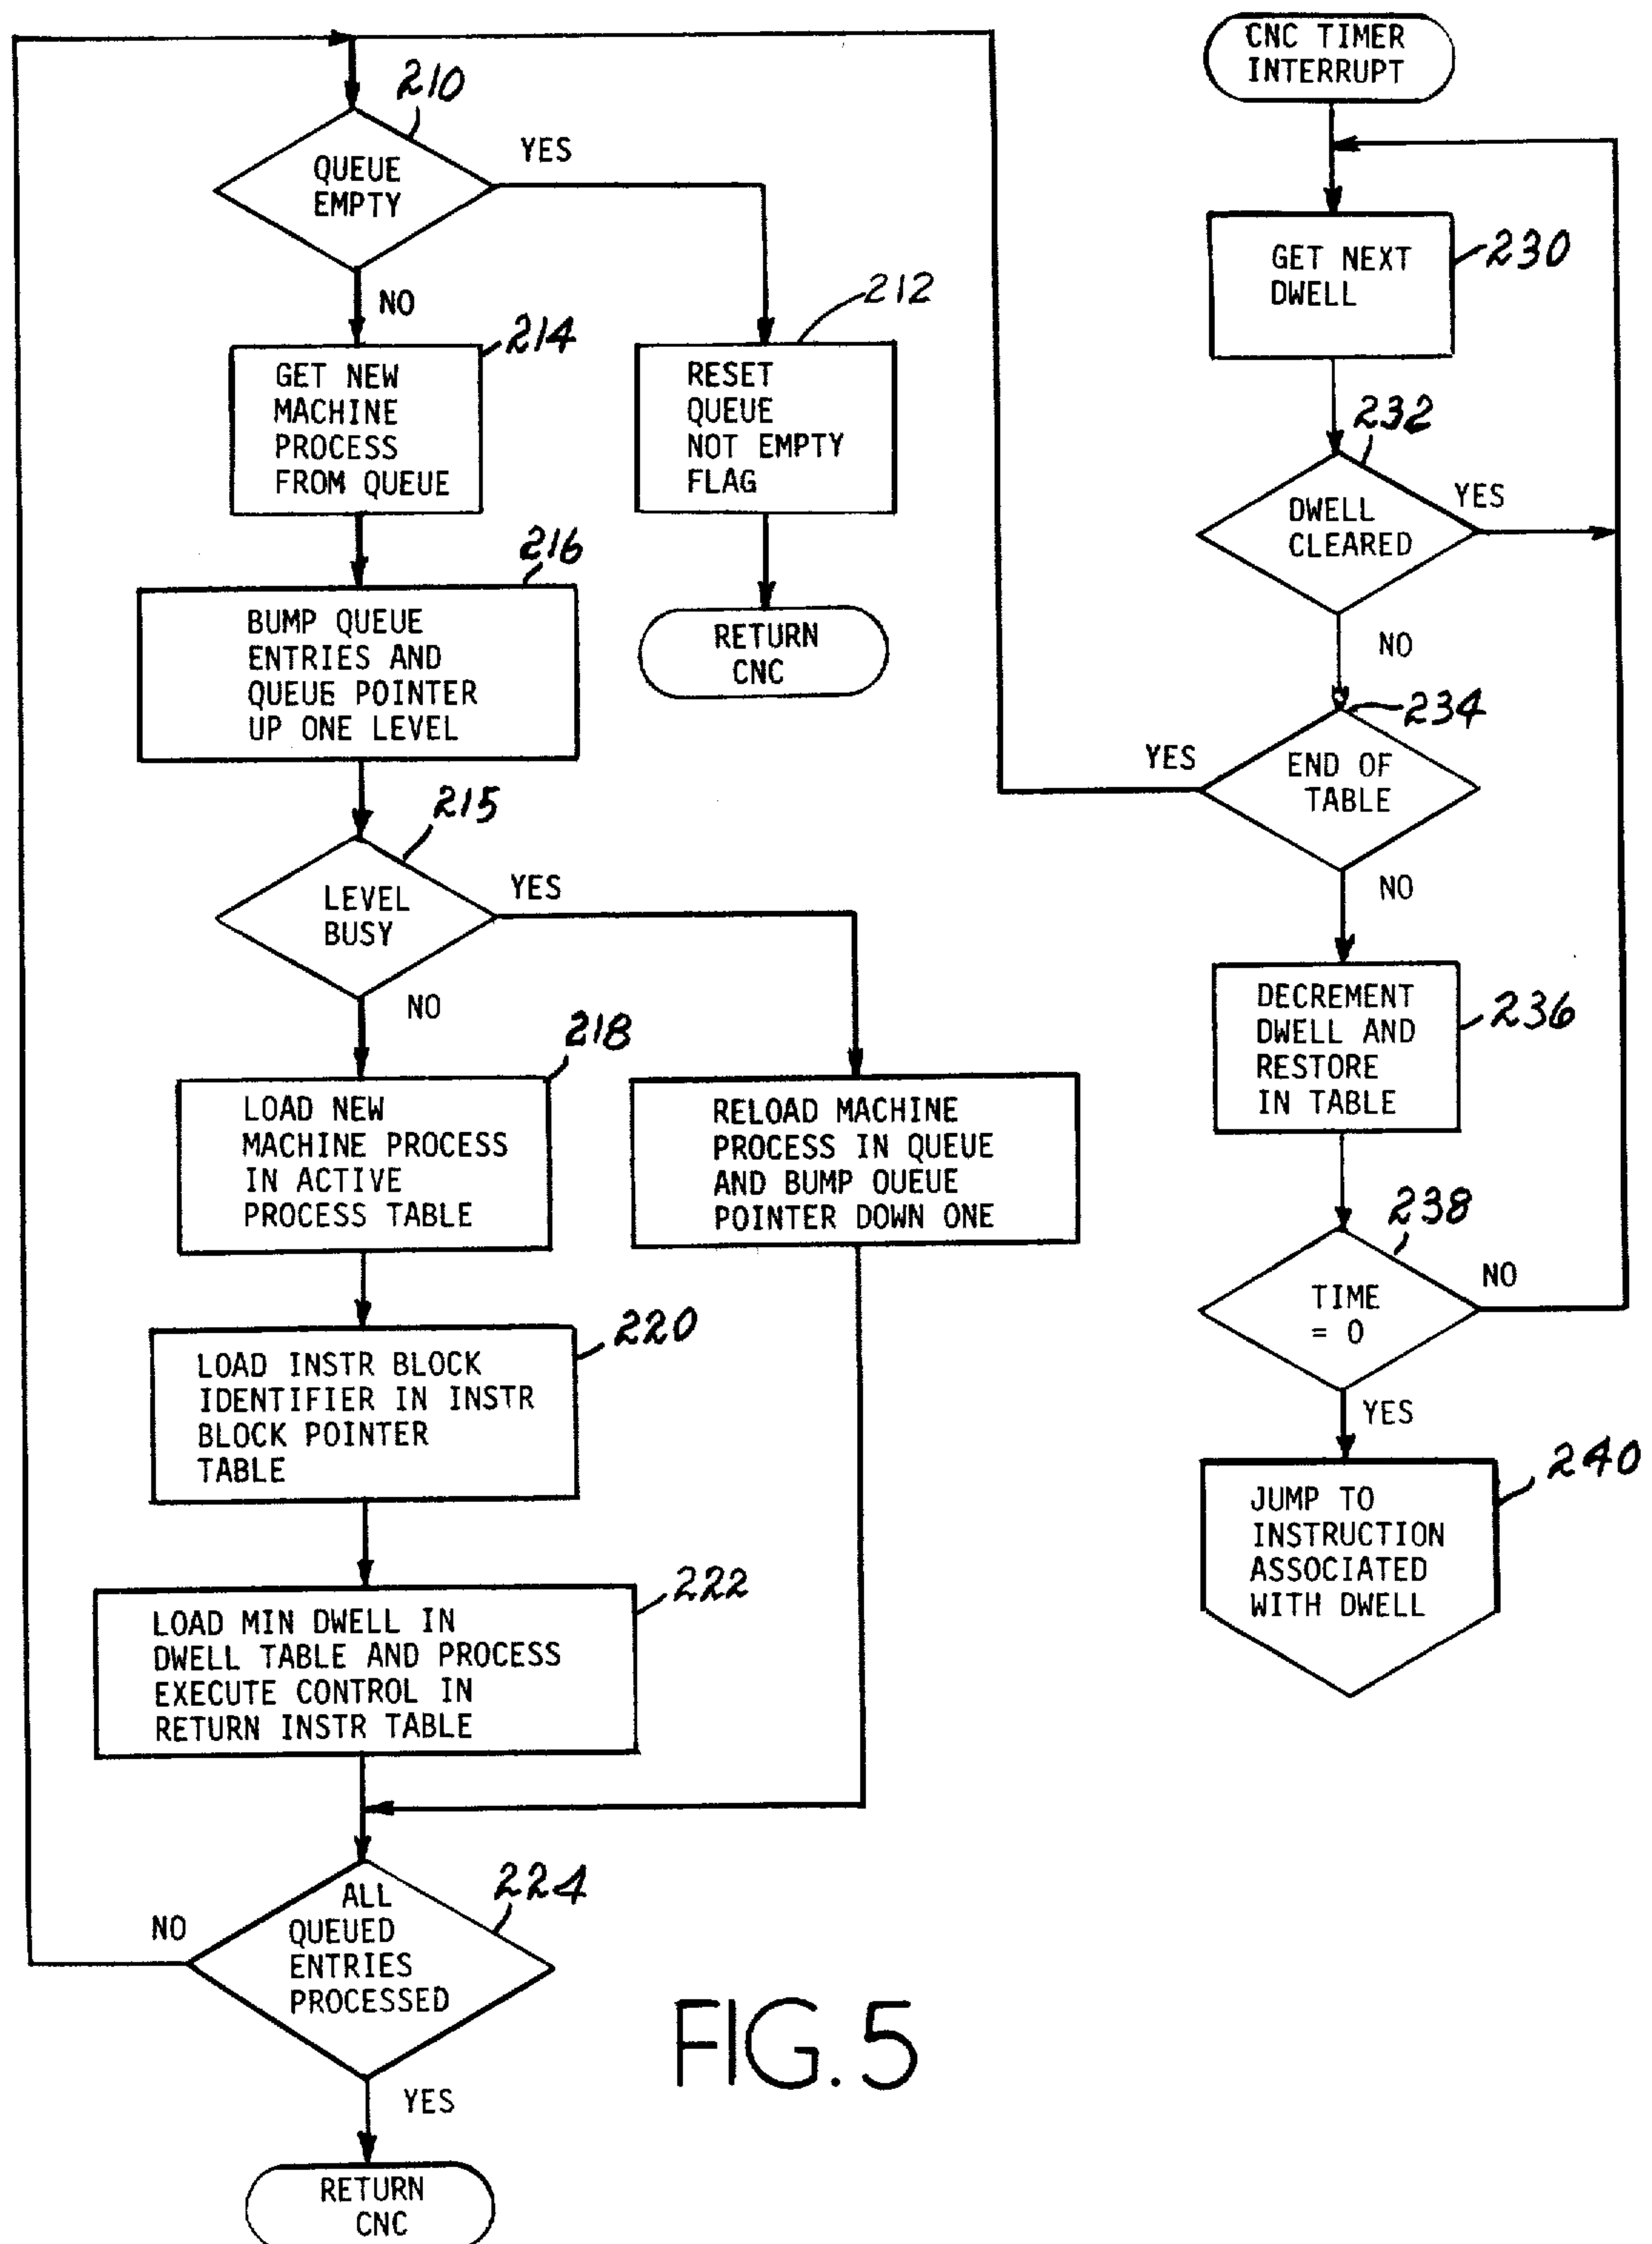 210
QUEUE
EMPTY
YES
NO
212
214
GET NEW
MACHINE
PROCESS
FROM QUEUE
RESET
QUEUE
NOT EMPTY
FLAG
216
BUMP QUEUE
ENTRIES AND
QUEUE POINTER
UP ONE LEVEL
RETURN
CNC
215
LEVEL
BUSY
YES
NO
218
LOAD NEW
MACHINE PROCESS
IN ACTIVE
PROCESS TABLE
RELOAD MACHINE
PROCESS IN QUEUE
AND BUMP QUEUE
POINTER DOWN ONE
220
LOAD INSTR BLOCK
IDENTIFIER IN INSTR
BLOCK POINTER
TABLE
222
LOAD MIN DWELL IN
DWELL TABLE AND PROCESS
EXECUTE CONTROL IN
RETURN INSTR TABLE
224
ALL
QUEUED
ENTRIES
PROCESSED
NO
YES
RETURN
CNC
CNC TIMER
INTERRUPT
230
GET NEXT
DWELL
232
DWELL
CLEARED
YES
NO
234
END OF
TABLE
YES
NO
236
DECREMENT
DWELL AND
RESTORE
IN TABLE
238
TIME
= 0
NO
YES
240
JUMP TO
INSTRUCTION
ASSOCIATED
WITH DWELL
FIG. 5